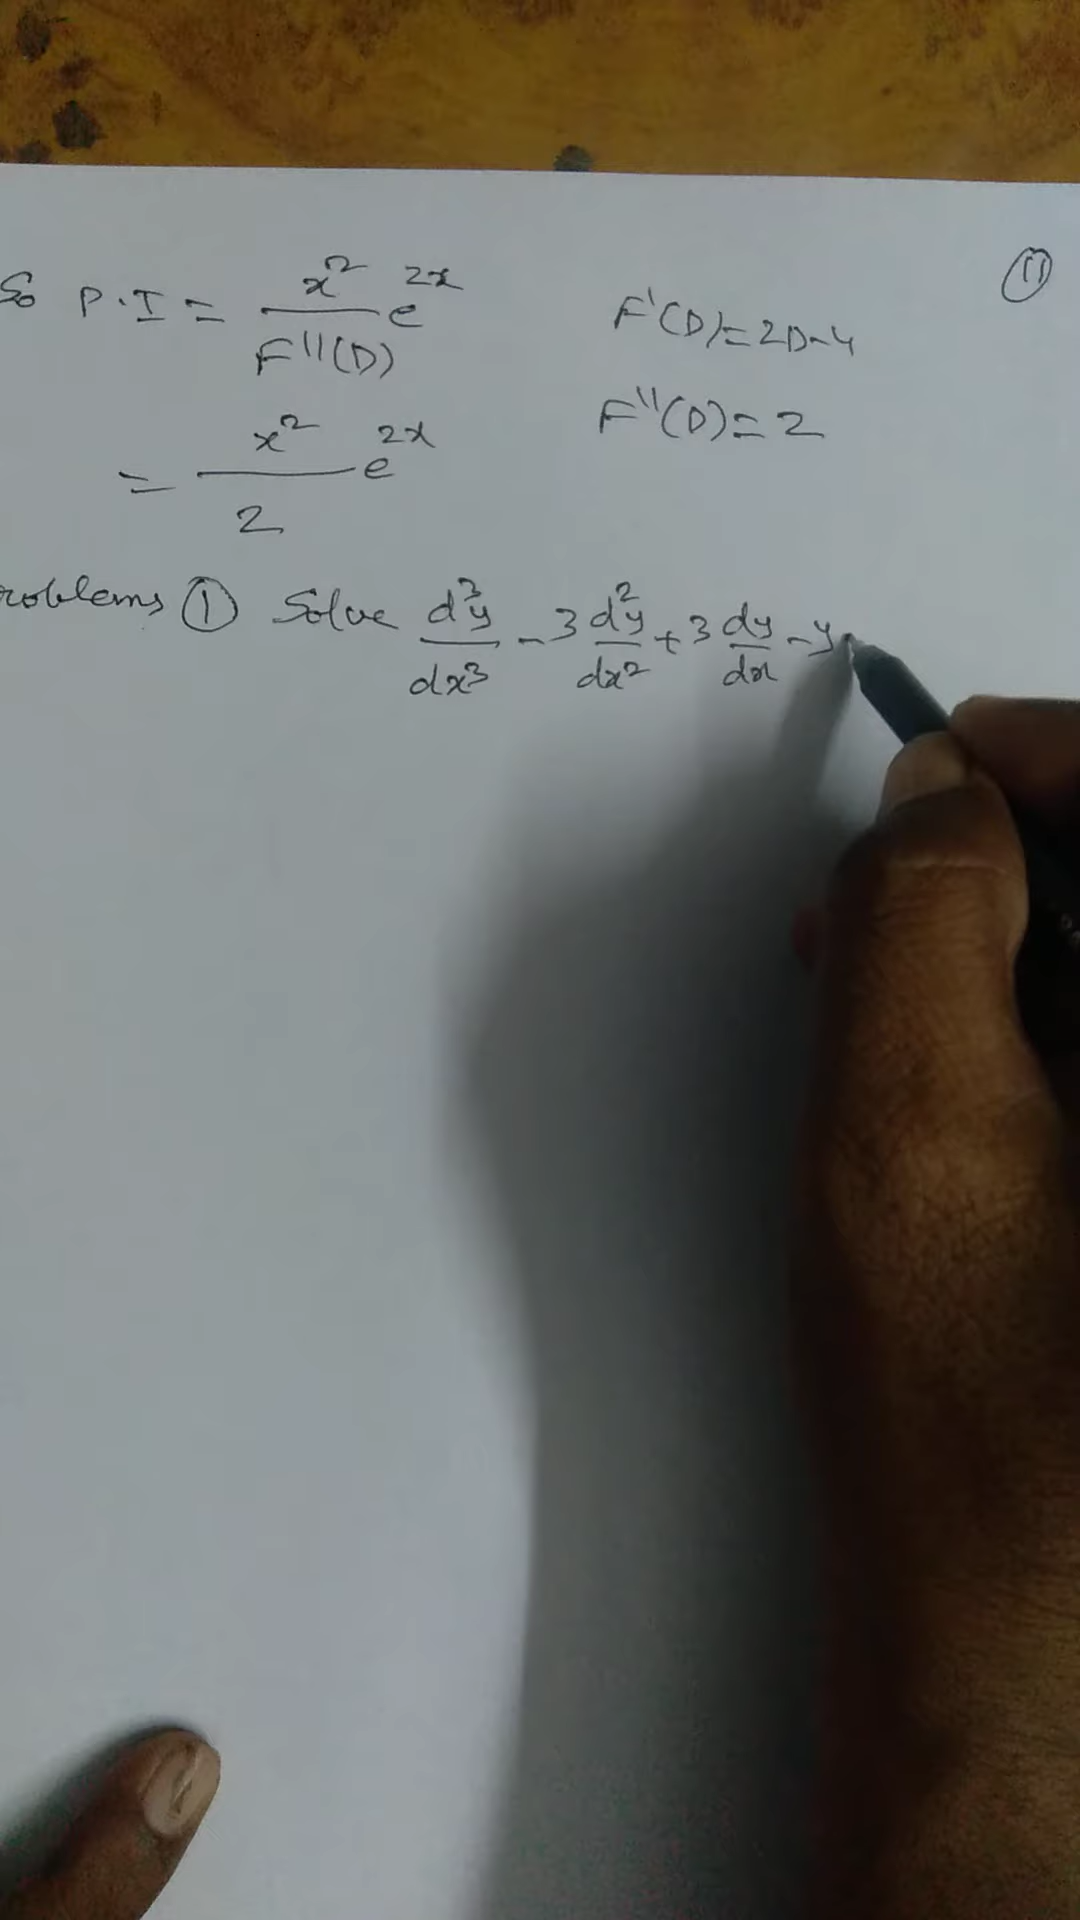 ⑪
So P.I = x² / F''(D) e^2x    F'(D) = 2D-4
= x² / 2 e^2x    F''(D) = 2
roblems ① Solve d³y/dx³ - 3 d²y/dx² + 3 dy/dx - y